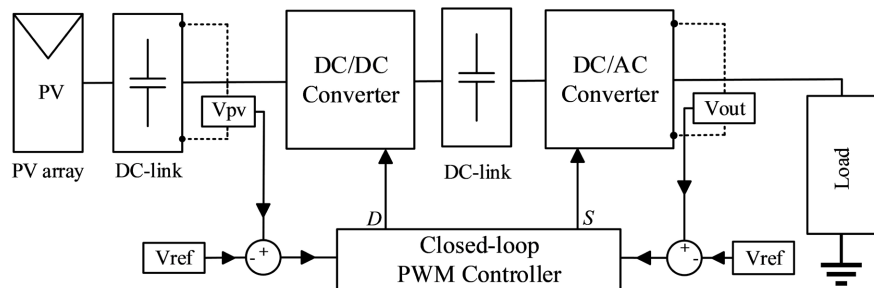 PV
PV array
DC-link
Vpv
DC/DC
Converter
DC-link
DC/AC
Converter
Vout
Load
D
S
Vref
- +
Closed-loop
PWM Controller
+
-
Vref